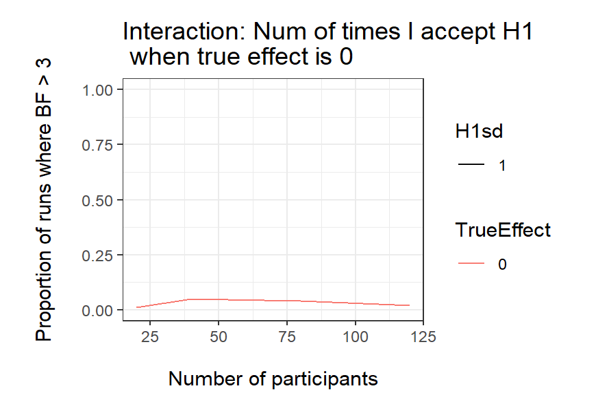 Interaction: Num of times I accept H1
when true effect is 0
Proportion of runs where BF > 3
1.00
0.75
0.50
0.25
0.00
25 50 75 100 125
Number of participants
H1sd
1
TrueEffect
0